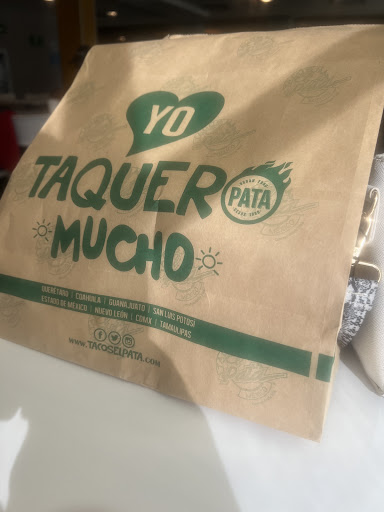 YO
TAQUERO
PATA
MUCHO
QUERÉTARO | COAHUILA | GUANAJUATO | SAN LUIS POTOSÍ
ESTADO DE MÉXICO | NUEVO LEÓN | CDMX | TAMAULIPAS
WWW.TACOSELPATA.COM